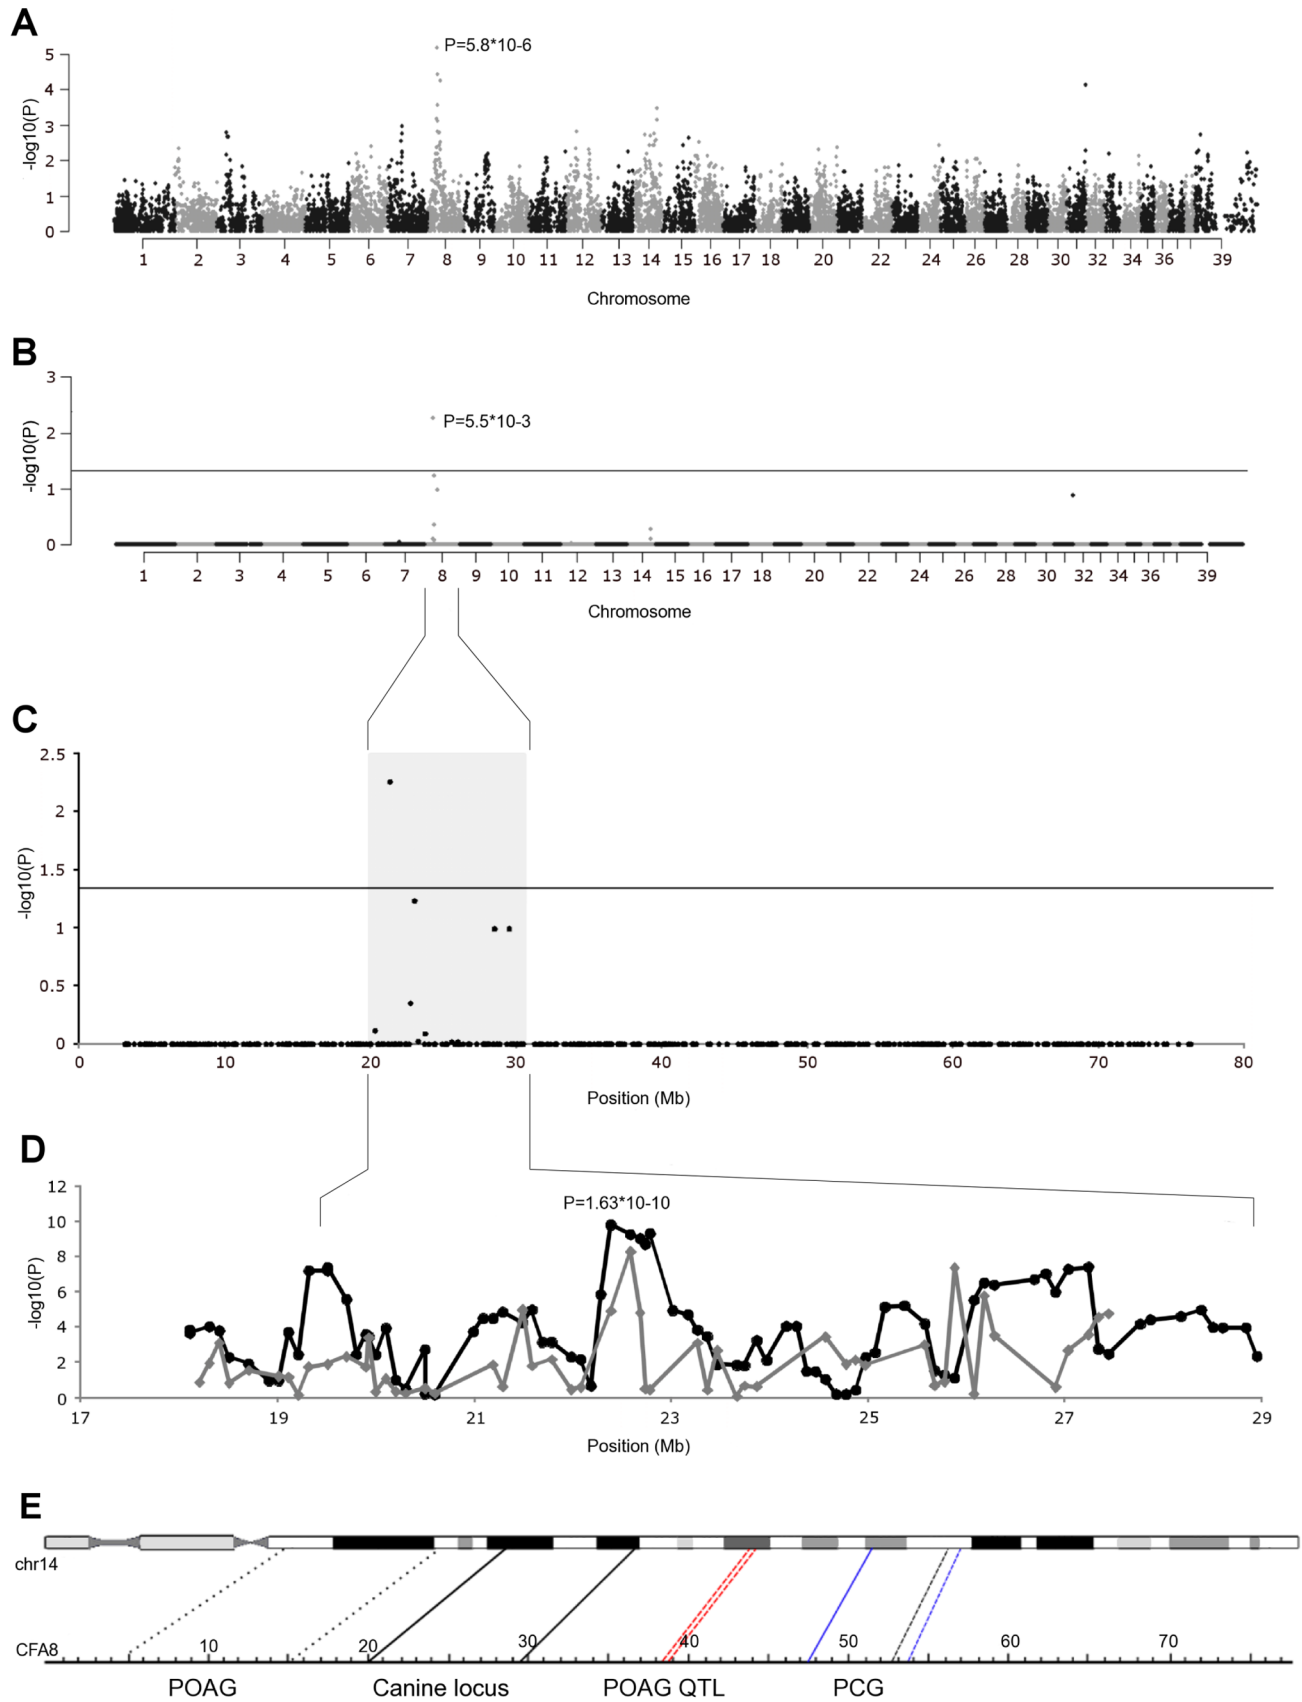 A
P=5.8*10-6
5
4
3
2
1
0
-log10(P)
1 2 3 4 5 6 7 8 9 10 11 12 13 14 15 16 17 18 20 22 24 26 28 30 32 34 36 39
Chromosome
B
P=5.5*10-3
3
2
1
0
-log10(P)
1 2 3 4 5 6 7 8 9 10 11 12 13 14 15 16 17 18 20 22 24 26 28 30 32 34 36 39
Chromosome
C
2.5
2
1.5
1
0.5
0
-log10(P)
0 10 20 30 40 50 60 70 80
Position (Mb)
D
P=1.63*10-10
12
10
8
6
4
2
0
-log10(P)
17 19 21 23 25 27 29
Position (Mb)
E
chr14
CFA8
10 20 30 40 50 60 70
POAG Canine locus POAG QTL PCG